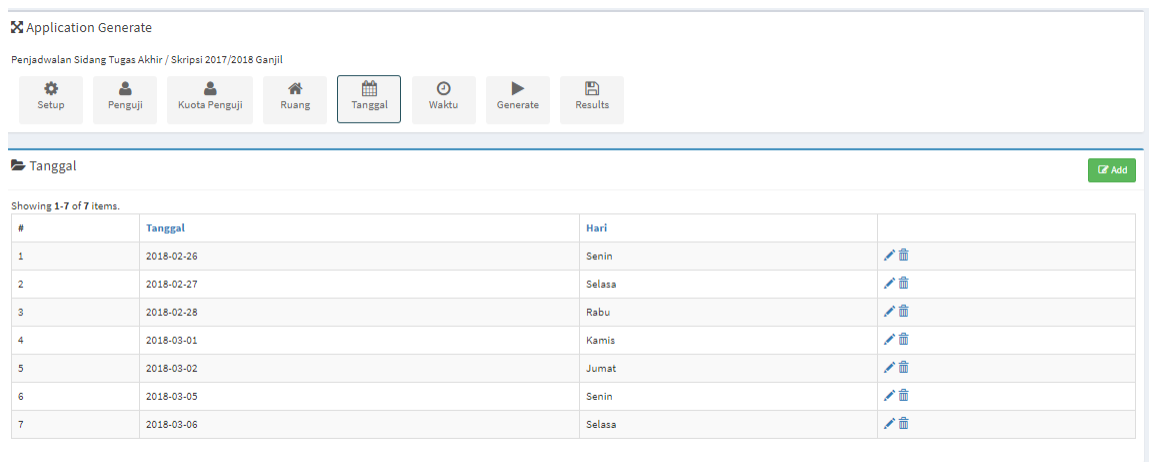 Application Generate
Penjadwalan Sidang Tugas Akhir / Skripsi 2017/2018 Ganjil
Setup Penguji Kuota Penguji Ruang Tanggal Waktu Generate Results
Tanggal
Add
Showing 1-7 of 7 items.
# Tanggal Hari
1 2018-02-26 Senin
2 2018-02-27 Selasa
3 2018-02-28 Rabu
4 2018-03-01 Kamis
5 2018-03-02 Jumat
6 2018-03-05 Senin
7 2018-03-06 Selasa